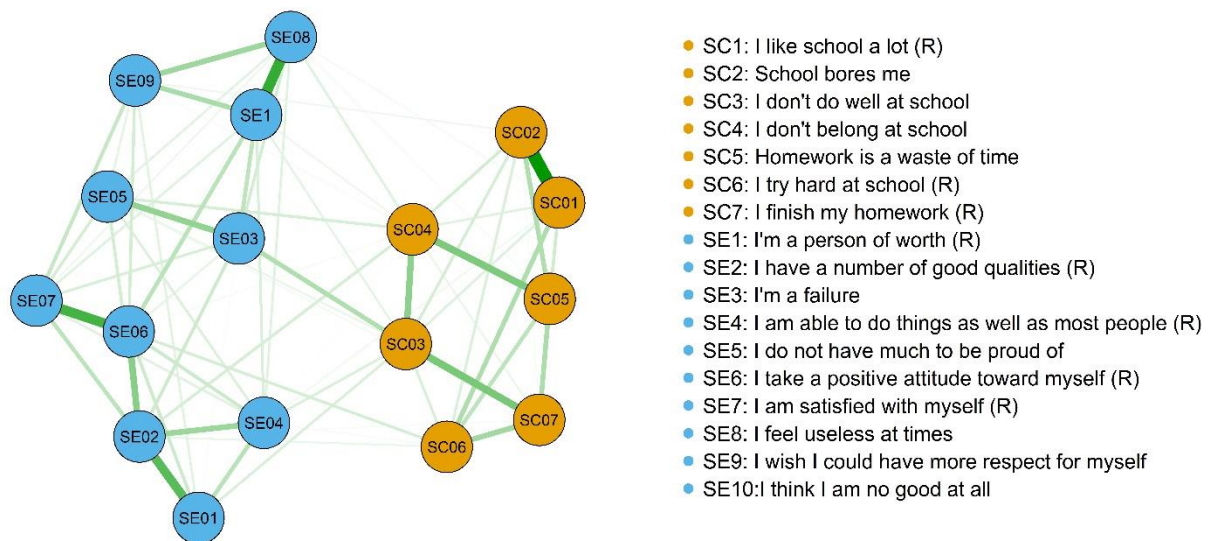 SE08
SE09
SE1
SC02
SE05
SC01
SC04
SE03
SE07
SC05
SE06
SC03
SC07
SE02
SE04
SC06
SE01
SC1: I like school a lot (R)
SC2: School bores me
SC3: I don't do well at school
SC4: I don't belong at school
SC5: Homework is a waste of time
SC6: I try hard at school (R)
SC7: I finish my homework (R)
SE1: I'm a person of worth (R)
SE2: I have a number of good qualities (R)
SE3: I'm a failure
SE4: I am able to do things as well as most people (R)
SE5: I do not have much to be proud of
SE6: I take a positive attitude toward myself (R)
SE7: I am satisfied with myself (R)
SE8: I feel useless at times
SE9: I wish I could have more respect for myself
SE10:I think I am no good at all